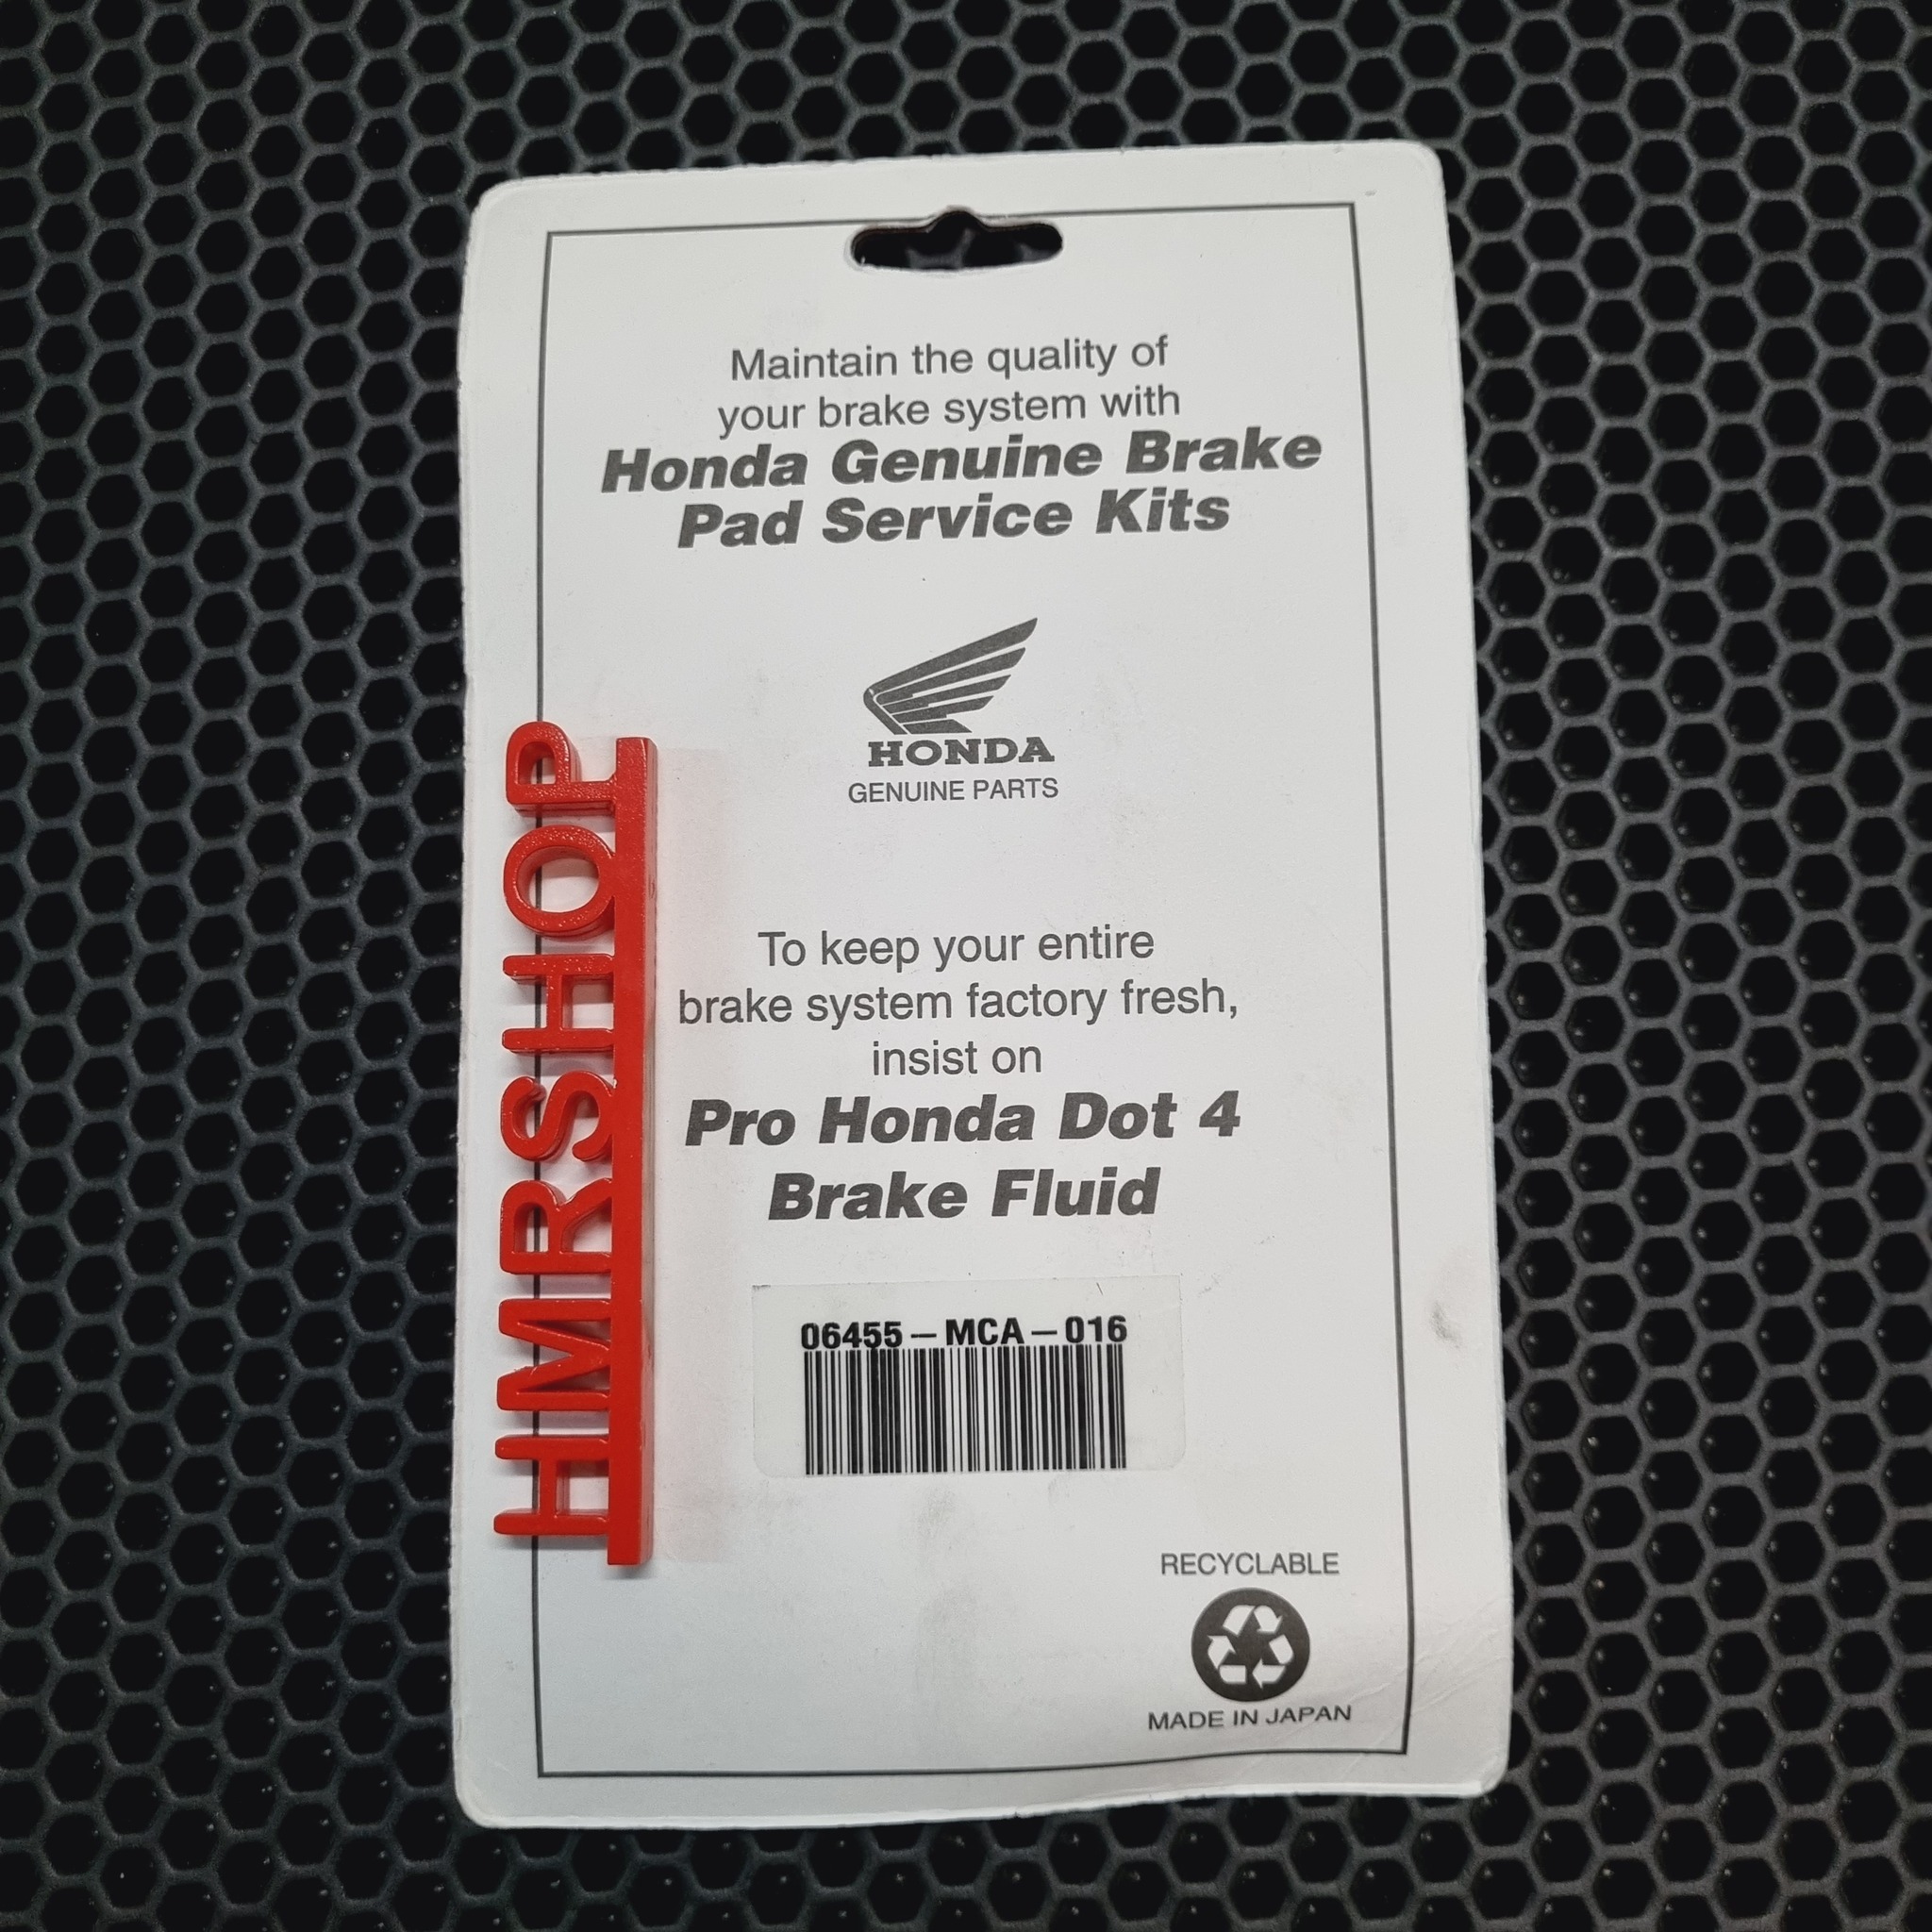 Maintain the quality of
your brake system with
Honda Genuine Brake
Pad Service Kits
HONDA
GENUINE PARTS
HMRSHOP
To keep your entire
brake system factory fresh,
insist on
Pro Honda Dot 4
Brake Fluid
06455-MCA-016
RECYCLABLE
MADE IN JAPAN